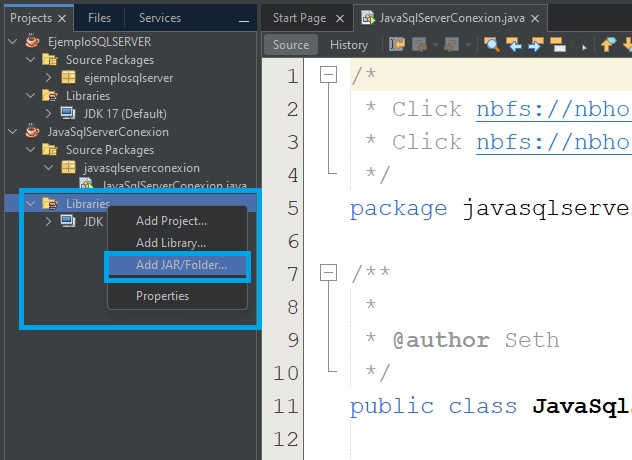 Projects × Files Services
Start Page × JavaSqlServerConexion.java ×
Source History
EjemploSQLSERVER
Source Packages
ejemplosqlserver
Libraries
JDK 17 (Default)
JavaSqlServerConexion
Source Packages
javasqlserverconexion
JavaSqlServerConexion.java
Libraries
JDK
Add Project...
Add Library...
Add JAR/Folder...
Properties
1 /*
2 * Click nbfs://nbho
3 * Click nbfs://nbho
4 */
5 package javasqlserve
6
7 /**
8 *
9 * @author Seth
10 */
11 public class JavaSql
12